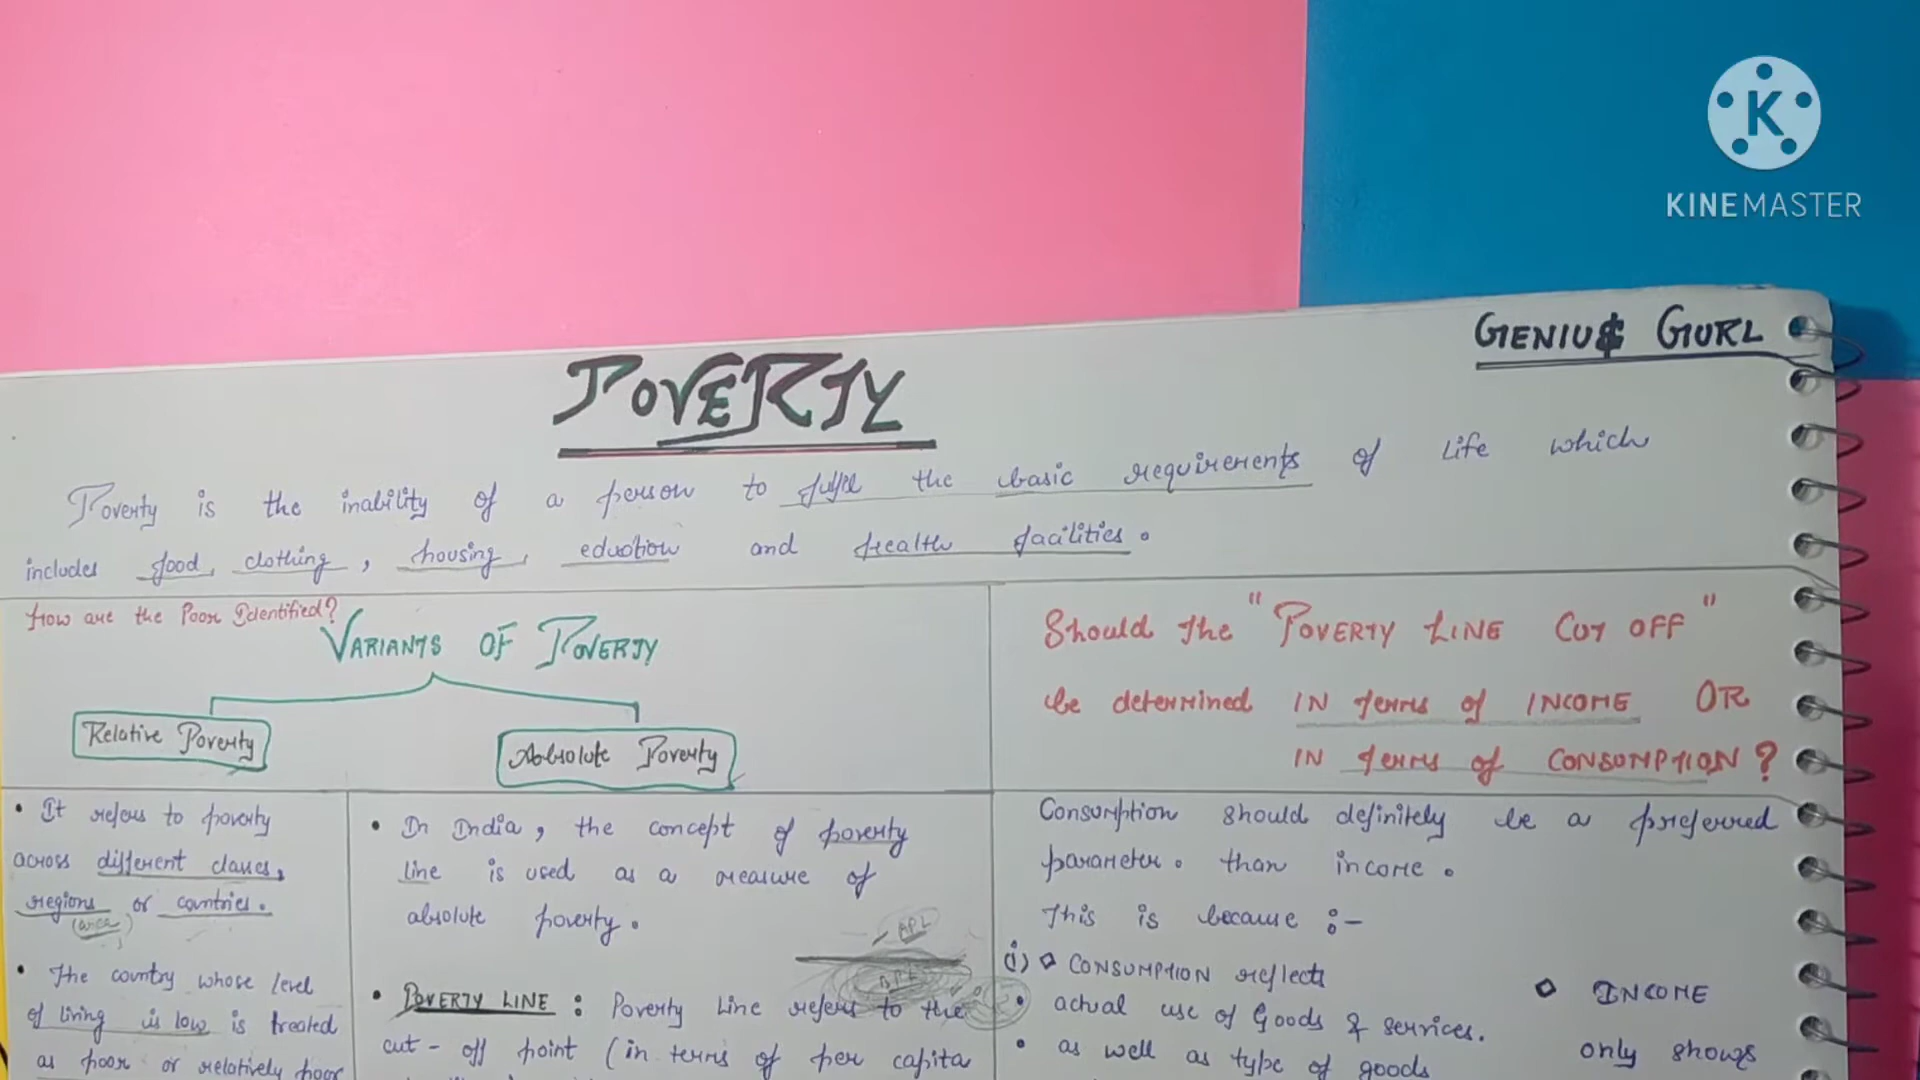 K
KINEMASTER
GENIU$ GURL
POVERTY
Poverty is the inability of a person to fulfil the basic requirements of life which
includes food, clothing, housing, eduction and health facilities.
How are the Poor Identified?
VARIANTS OF POVERTY
Relative Poverty
Absolute Poverty
• It refers to poverty
across different classes,
regions or countries.
(area)
• The country whose level
of living is low is treated
as poor or relatively poor
• In India, the concept of poverty
line is used as a measure of
absolute poverty.
APL
BPL
• POVERTY LINE : Poverty Line refers to the
cut-off point (in terms of per capita
Should the "POVERTY LINE CUT OFF"
be determined IN terms of INCOME OR
IN terms of CONSUMPTION?
Consumption should definitely be a preferred
parameter. than income.
This is because :-
(i) CONSUMPTION reflects
• actual use of Goods & services.
• as well as type of goods
INCOME
only shows